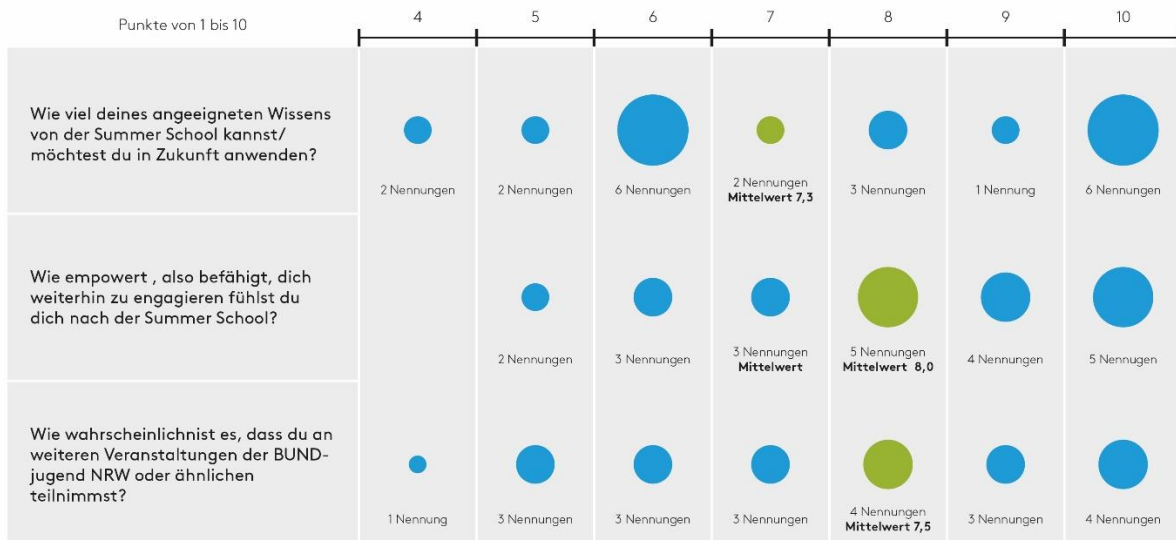 Punkte von 1 bis 10
4 5 6 7 8 9 10
Wie viel deines angeeigneten Wissens
von der Summer School kannst/
möchtest du in Zukunft anwenden?
2 Nennungen 2 Nennungen 6 Nennungen 2 Nennungen 3 Nennungen 1 Nennung 6 Nennungen
Mittelwert 7,3
Wie empowert , also befähigt, dich
weiterhin zu engagieren fühlst du
dich nach der Summer School?
2 Nennungen 3 Nennungen 3 Nennungen 5 Nennungen 4 Nennungen 5 Nennugen
Mittelwert Mittelwert 8,0
Wie wahrscheinlichnist es, dass du an
weiteren Veranstaltungen der BUND-
jugend NRW oder ähnlichen
teilnimmst?
1 Nennung 3 Nennungen 3 Nennungen 3 Nennungen 4 Nennungen 3 Nennungen 4 Nennungen
Mittelwert 7,5